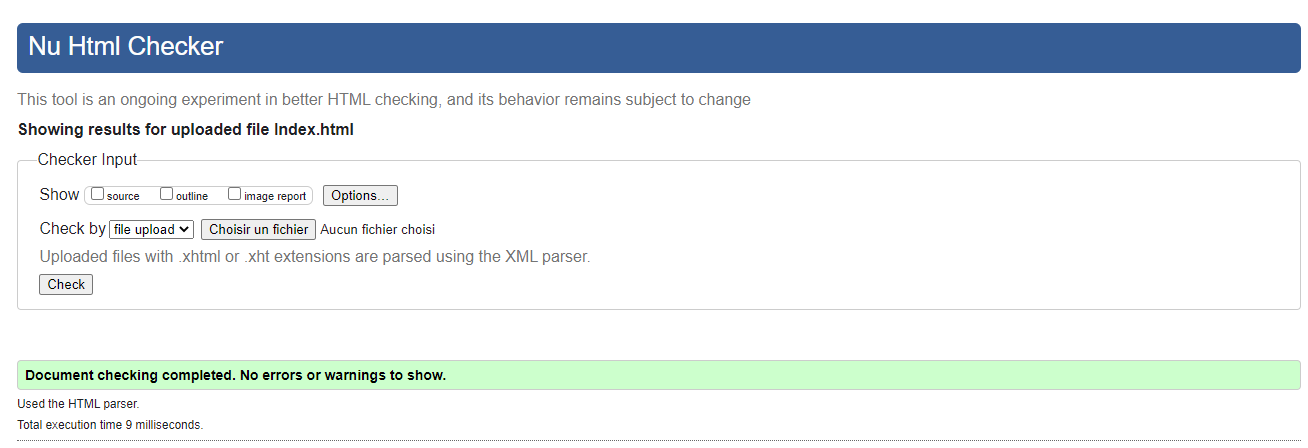 Nu Html Checker
This tool is an ongoing experiment in better HTML checking, and its behavior remains subject to change
Showing results for uploaded file Index.html
Checker Input
Show source outline image report Options...
Check by file upload Choisir un fichier Aucun fichier choisi
Uploaded files with .xhtml or .xht extensions are parsed using the XML parser.
Check
Document checking completed. No errors or warnings to show.
Used the HTML parser.
Total execution time 9 milliseconds.